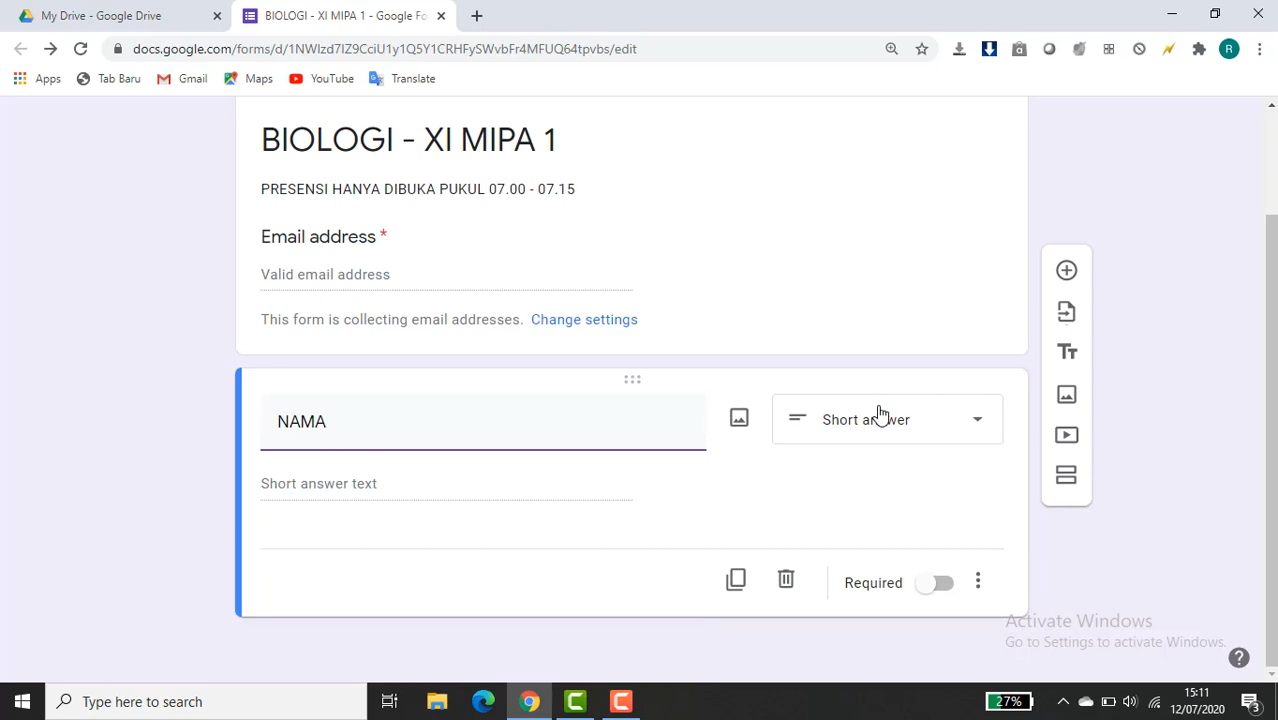 My Drive - Google Drive
BIOLOGI - XI MIPA 1 - Google Fo
docs.google.com/forms/d/1NWlzd7IZ9CciU1y1Q5Y1CRHFySWvbFr4MFUQ64tpvbs/edit
R
Apps
Tab Baru
Gmail
Maps
YouTube
Translate
BIOLOGI - XI MIPA 1
PRESENSI HANYA DIBUKA PUKUL 07.00 - 07.15
Email address *
Valid email address
This form is collecting email addresses. Change settings
NAMA
Short answer
Short answer text
Required
Activate Windows
Go to Settings to activate Windows.
Type here to search
27%
15:11
12/07/2020
3